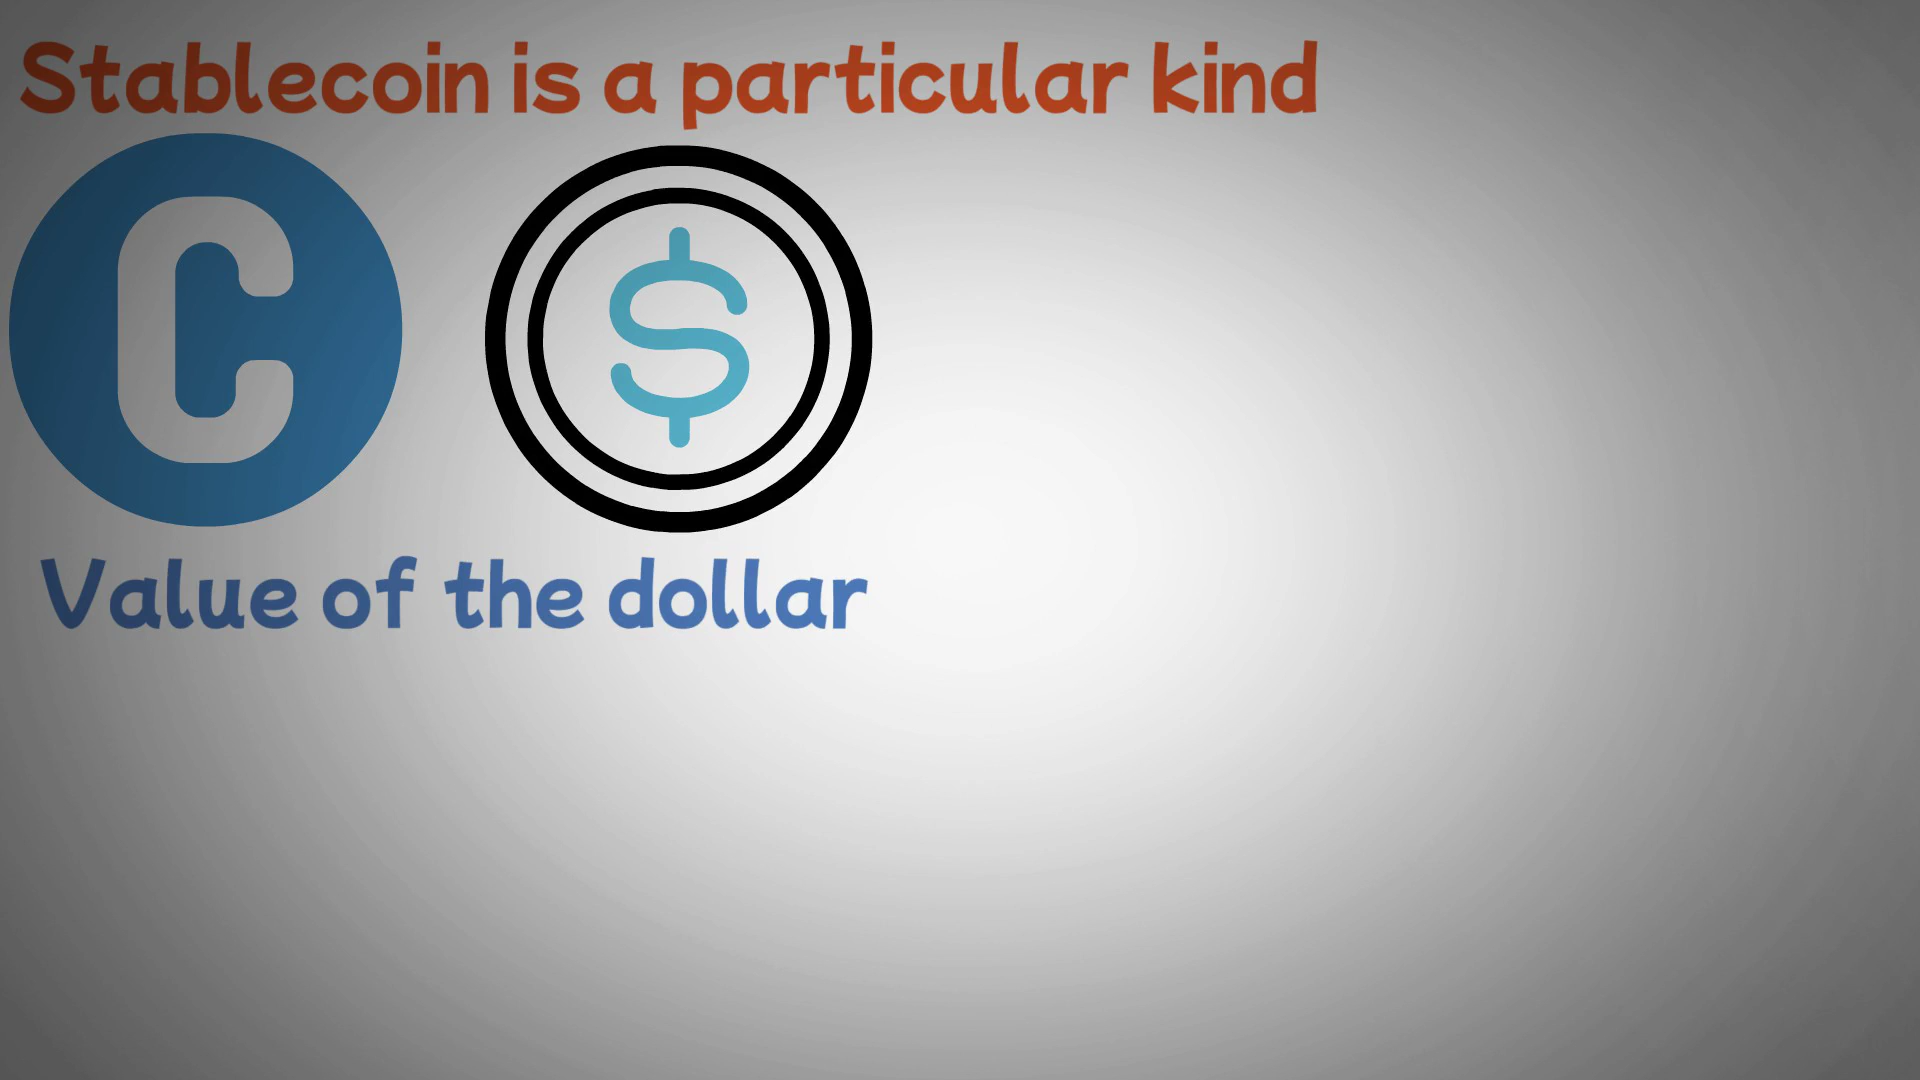 Stablecoin is a particular kind
C $
Value of the dollar